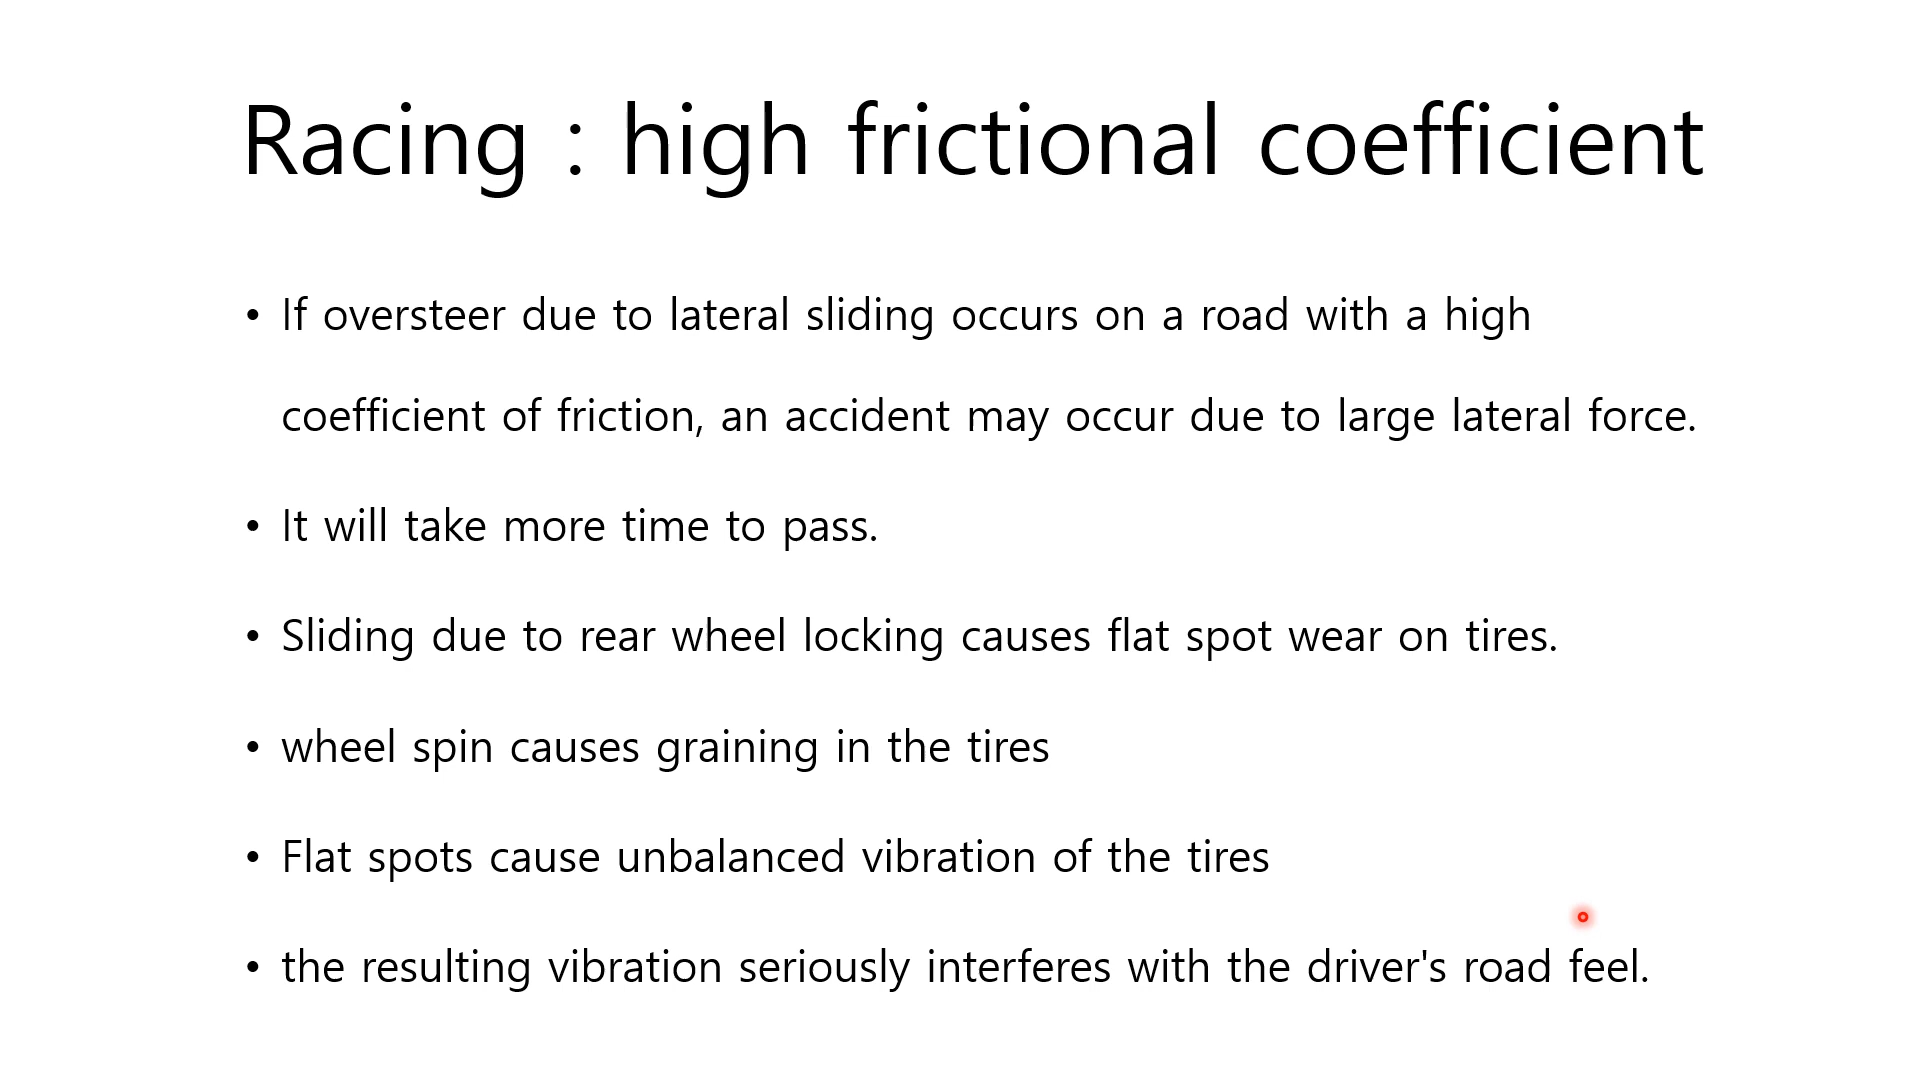 Racing : high frictional coefficient
• If oversteer due to lateral sliding occurs on a road with a high
coefficient of friction, an accident may occur due to large lateral force.
• It will take more time to pass.
• Sliding due to rear wheel locking causes flat spot wear on tires.
• wheel spin causes graining in the tires
• Flat spots cause unbalanced vibration of the tires
• the resulting vibration seriously interferes with the driver's road feel.